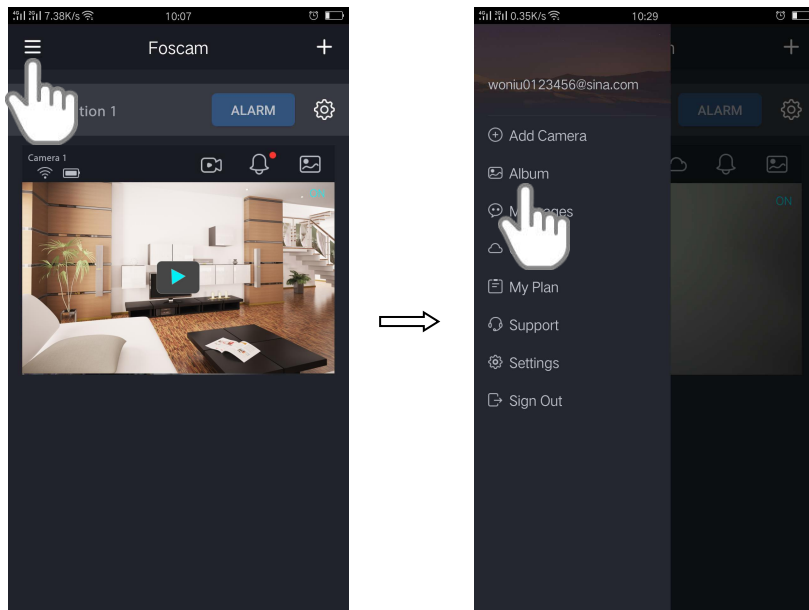 7.38K/s
10:07
Foscam
tion 1
ALARM
Camera 1
0.35K/s
10:29
woniu0123456@sina.com
ALARM
Add Camera
Album
ON
My Plan
Support
Settings
Sign Out